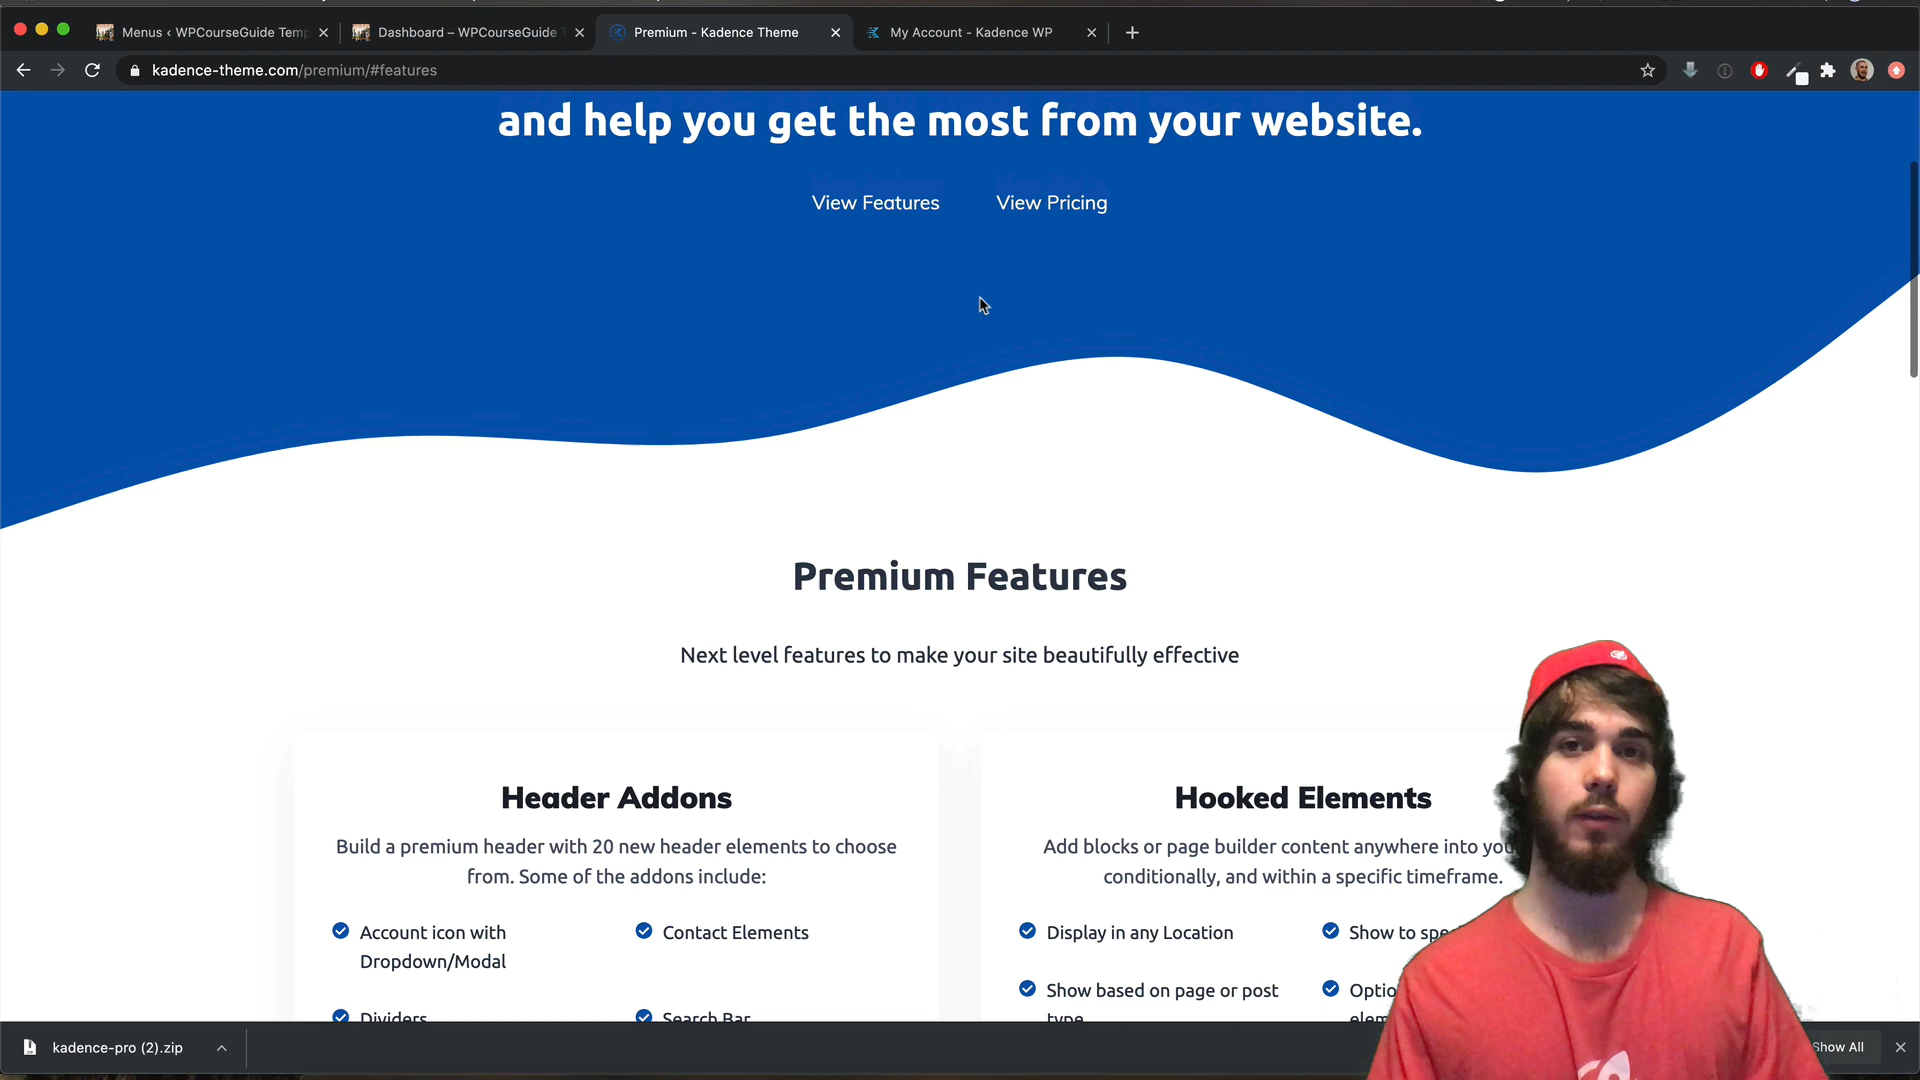 Menus ‹ WPCourseGuide Temp
Dashboard – WPCourseGuide T
Premium - Kadence Theme
My Account - Kadence WP
kadence-theme.com/premium/#features
and help you get the most from your website.
View Features
View Pricing
Premium Features
Next level features to make your site beautifully effective
Header Addons
Build a premium header with 20 new header elements to choose
from. Some of the addons include:
Account icon with
Dropdown/Modal
Contact Elements
Dividers
Search Bar
Hooked Elements
Add blocks or page builder content anywhere into you
conditionally, and within a specific timeframe.
Display in any Location
Show to spe
Show based on page or post
type
Optio
elem
kadence-pro (2).zip
Show All